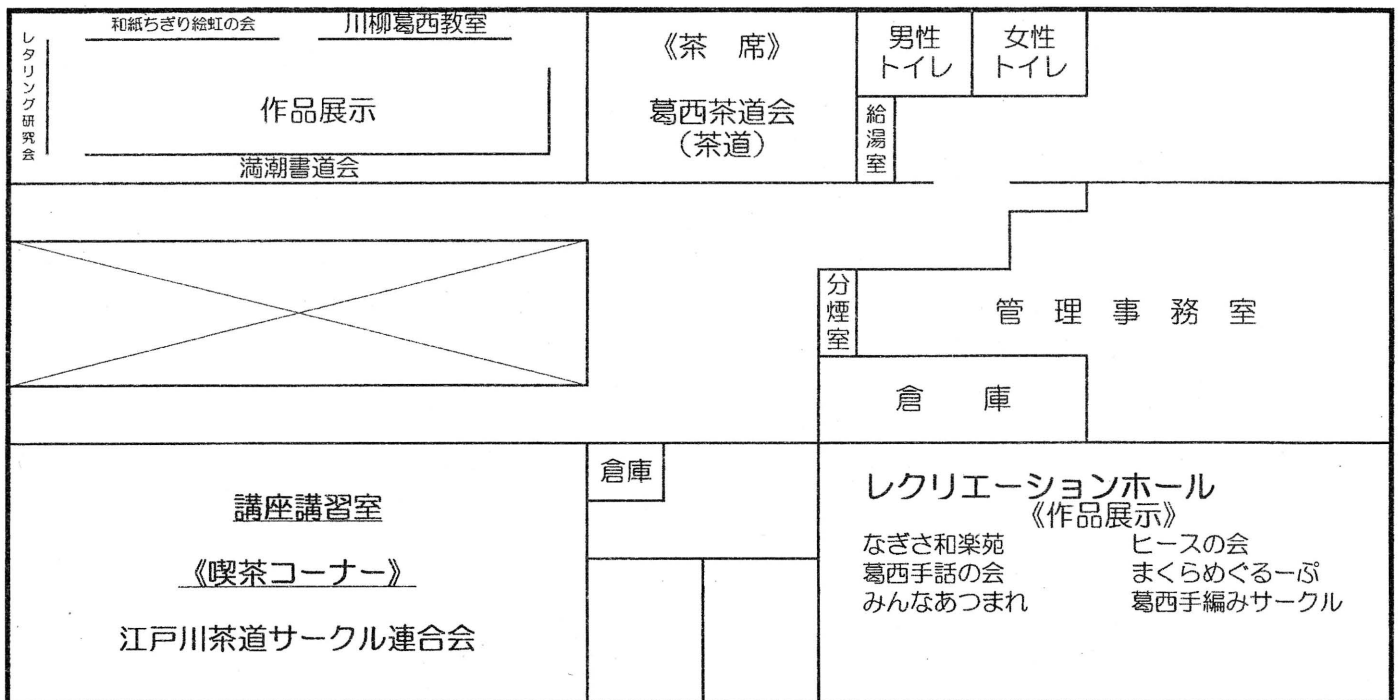 和紙ちぎり絵虹の会
川柳葛西教室
レタリング研究会
作品展示
満潮書道会
《茶 席》
葛西茶道会
(茶道)
男性
トイレ
女性
トイレ
給湯室
分煙室
管 理 事 務 室
倉 庫
講座講習室
《喫茶コーナー》
江戸川茶道サークル連合会
倉庫
レクリエーションホール
《作品展示》
なぎさ和楽苑
ヒースの会
葛西手話の会
まくらめぐるーぷ
みんなあつまれ
葛西手編みサークル